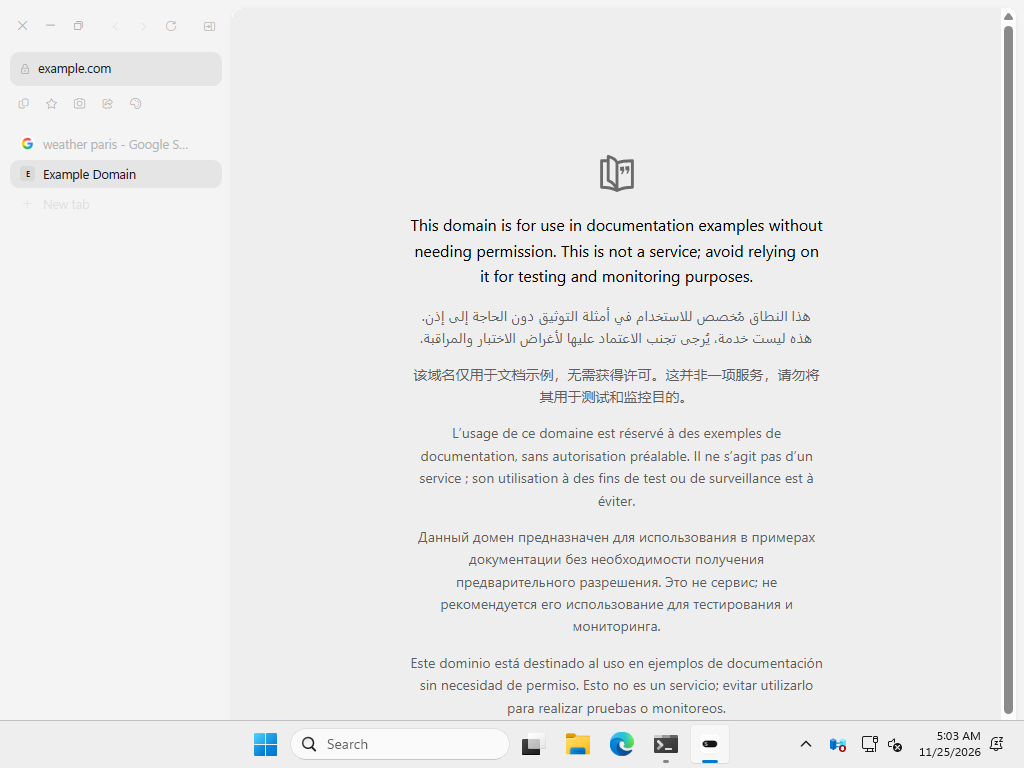 example.com
weather paris - Google S...
E
Example Domain
New tab
This domain is for use in documentation examples without
needing permission. This is not a service; avoid relying on
it for testing and monitoring purposes.
هذا النطاق مُخصص للاستخدام في أمثلة التوثيق دون الحاجة إلى إذن.
هذه ليست خدمة، يُرجى تجنب الاعتماد عليها لأغراض الاختبار والمراقبة.
该域名仅用于文档示例，无需获得许可。这并非一项服务，请勿将
其用于测试和监控目的。
L’usage de ce domaine est réservé à des exemples de
documentation, sans autorisation préalable. Il ne s’agit pas d’un
service ; son utilisation à des fins de test ou de surveillance est à
éviter.
Данный домен предназначен для использования в примерах
документации без необходимости получения
предварительного разрешения. Это не сервис; не
рекомендуется его использование для тестирования и
мониторинга.
Este dominio está destinado al uso en ejemplos de documentación
sin necesidad de permiso. Esto no es un servicio; evitar utilizarlo
para realizar pruebas o monitoreos.
Search
5:03 AM
11/25/2026